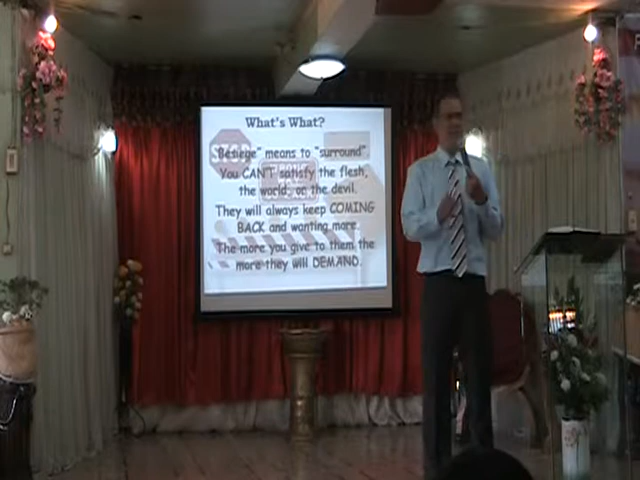 What's What?
"Besiege" means to "surround".
You CAN'T satisfy the flesh,
the world, or the devil.
They will always keep COMING
BACK and wanting more.
The more you give to them the
more they will DEMAND.
STOP